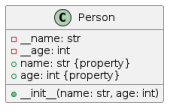 C Person
__name: str
__age: int
name: str {property}
age: int {property}
__init__(name: str, age: int)